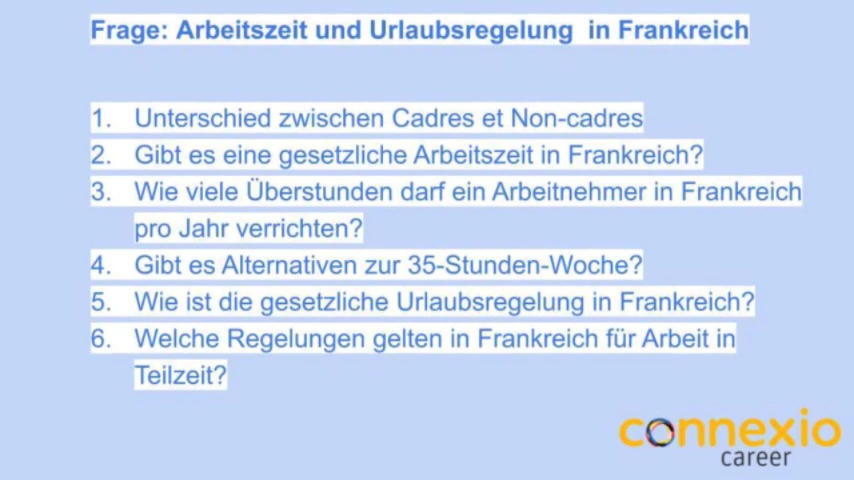 Frage: Arbeitszeit und Urlaubsregelung in Frankreich
1. Unterschied zwischen Cadres et Non-cadres
2. Gibt es eine gesetzliche Arbeitszeit in Frankreich?
3. Wie viele Überstunden darf ein Arbeitnehmer in Frankreich
pro Jahr verrichten?
4. Gibt es Alternativen zur 35-Stunden-Woche?
5. Wie ist die gesetzliche Urlaubsregelung in Frankreich?
6. Welche Regelungen gelten in Frankreich für Arbeit in
Teilzeit?
connexio
career